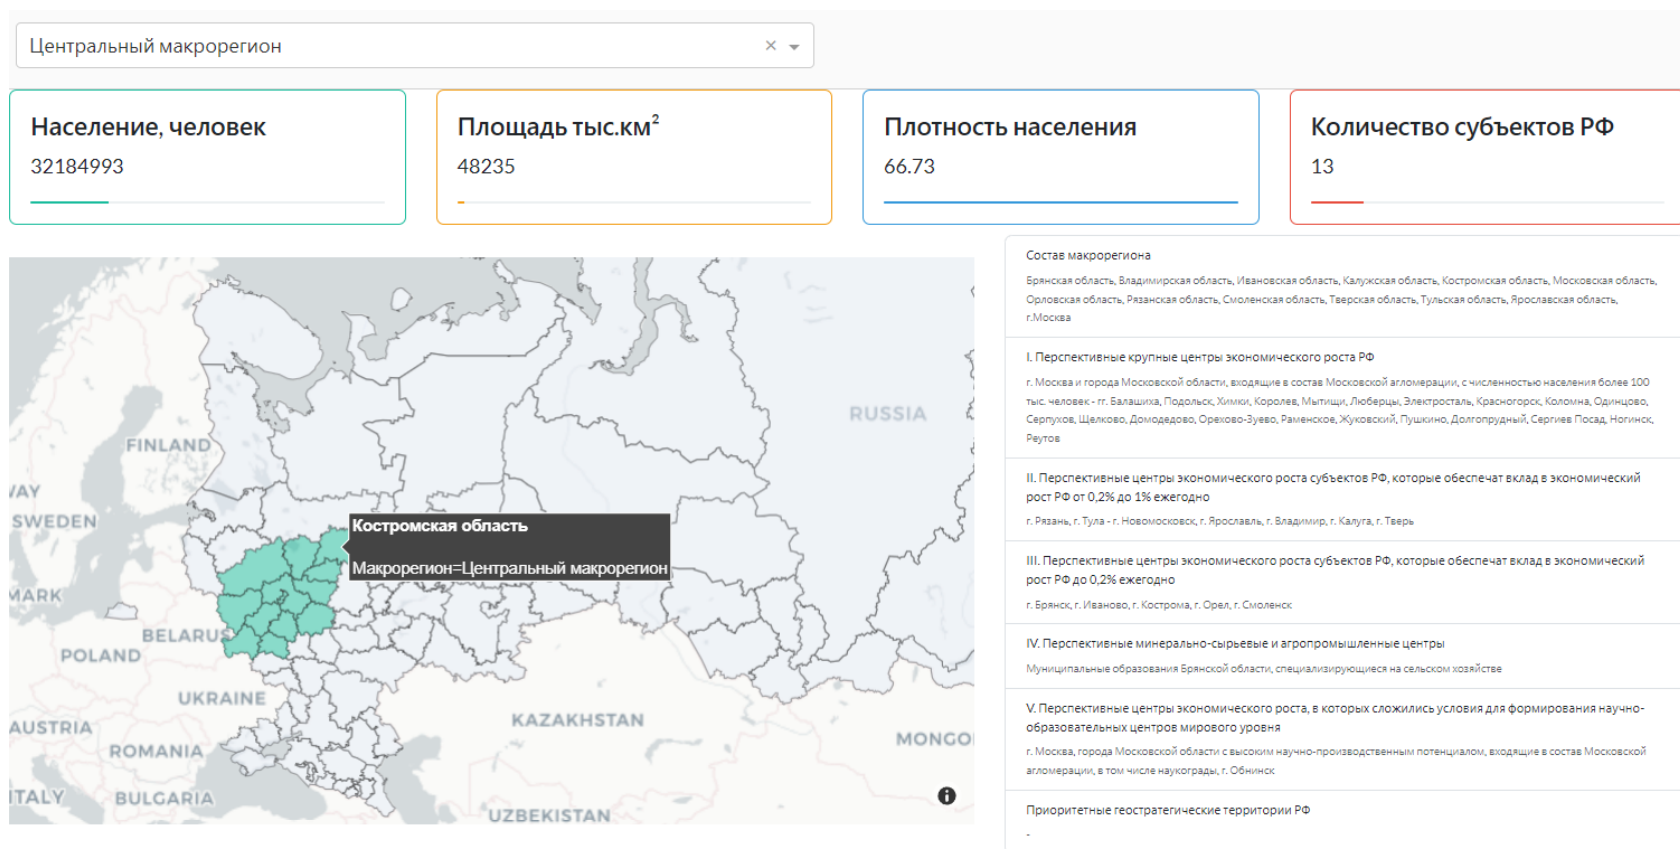 Центральный макрорегион
Население, человек
32184993
Площадь тыс.км²
48235
Плотность населения
66.73
Количество субъектов РФ
13
RUSSIA
FINLAND
WAY
SWEDEN
MARK
BELARUS
POLAND
UKRAINE
AUSTRIA
ROMANIA
ITALY
BULGARIA
KAZAKHSTAN
MONGO
UZBEKISTAN
Костромская область
Макрорегион=Центральный макрорегион
Состав макрорегиона
Брянская область, Владимирская область, Ивановская область, Калужская область, Костромская область, Московская область,
Орловская область, Рязанская область, Смоленская область, Тверская область, Тульская область, Ярославская область,
г.Москва
I. Перспективные крупные центры экономического роста РФ
г. Москва и города Московской области, входящие в состав Московской агломерации, с численностью населения более 100
тыс. человек - гг. Балашиха, Подольск, Химки, Королев, Мытищи, Люберцы, Электросталь, Красногорск, Коломна, Одинцово,
Серпухов, Щелково, Домодедово, Орехово-Зуево, Раменское, Жуковский, Пушкино, Долгопрудный, Сергиев Посад, Ногинск,
Реутов
II. Перспективные центры экономического роста субъектов РФ, которые обеспечат вклад в экономический
рост РФ от 0,2% до 1% ежегодно
г. Рязань, г. Тула - г. Новомосковск, г. Ярославль, г. Владимир, г. Калуга, г. Тверь
III. Перспективные центры экономического роста субъектов РФ, которые обеспечат вклад в экономический
рост РФ до 0,2% ежегодно
г. Брянск, г. Иваново, г. Кострома, г. Орел, г. Смоленск
IV. Перспективные минерально-сырьевые и агропромышленные центры
Муниципальные образования Брянской области, специализирующиеся на сельском хозяйстве
V. Перспективные центры экономического роста, в которых сложились условия для формирования научно-
образовательных центров мирового уровня
г. Москва, города Московской области с высоким научно-производственным потенциалом, входящие в состав Московской
агломерации, в том числе наукограды, г. Обнинск
Приоритетные геостратегические территории РФ
-